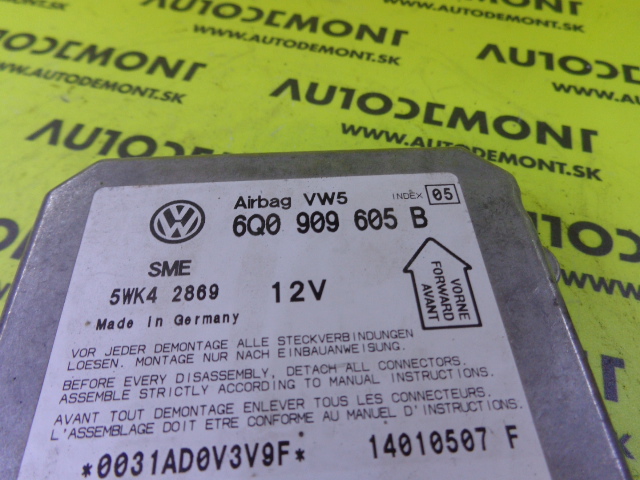 AUTODEMONT
WWW.AUTODEMONT.SK
AUTODEMONT
WWW.AUTODEMONT.SK
AUTODEMONT
WWW.AUTODEMONT.SK
Airbag VW5
INDEX 05
6Q0 909 605 B
SME
5WK4 2869
12V
VORNE
FORWARD
AVANT
Made in Germany
VOR JEDER DEMONTAGE ALLE STECKVERBINDUNGEN
LOESEN. MONTAGE NUR NACH EINBAUANWEISUNG.
BEFORE EVERY DISASSEMBLY, DETACH ALL CONNECTORS.
ASSEMBLE STRICTLY ACCORDING TO MANUAL INSTRUCTIONS.
AVANT TOUT DEMONTAGE ENLEVER TOUS LES CONNECTEURS.
L'ASSEMBLAGE DOIT ETRE CONFORME AU MANUEL D'INSTRUCTIONS.
*0031AD0V3V9F*
14010507 F